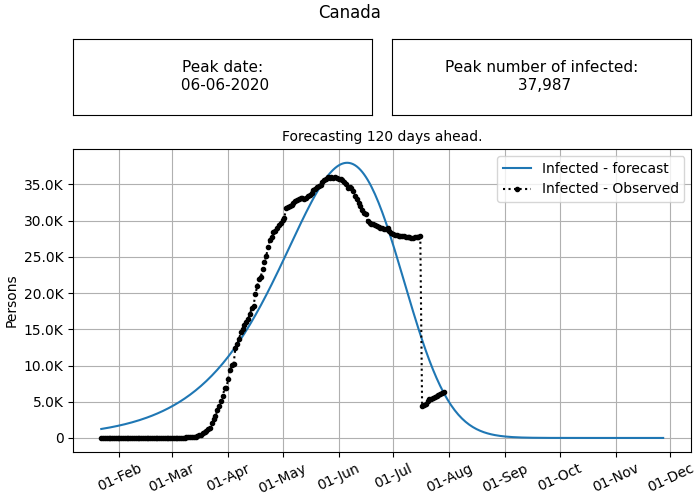 Canada
Peak date:
06-06-2020
Peak number of infected:
37,987
Forecasting 120 days ahead.
Infected - forecast
Infected - Observed
Persons
35.0K
30.0K
25.0K
20.0K
15.0K
10.0K
5.0K
0
01-Feb
01-Mar
01-Apr
01-May
01-Jun
01-Jul
01-Aug
01-Sep
01-Oct
01-Nov
01-Dec